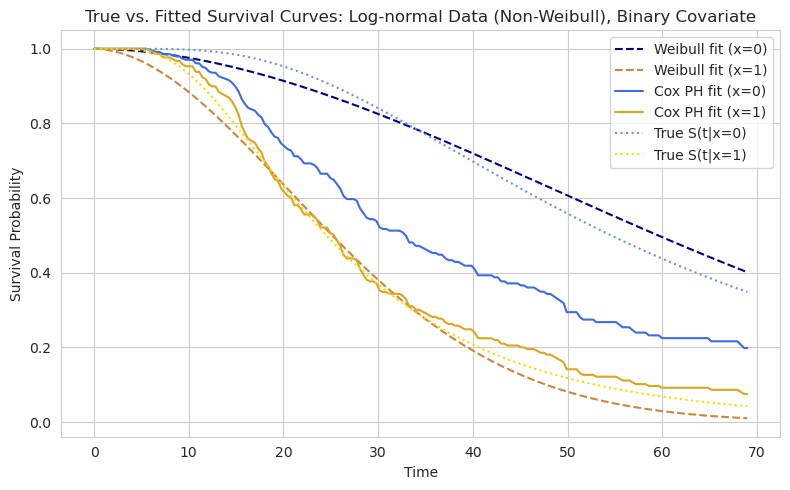 True vs. Fitted Survival Curves: Log-normal Data (Non-Weibull), Binary Covariate
Survival Probability
1.0
0.8
0.6
0.4
0.2
0.0
Weibull fit (x=0)
Weibull fit (x=1)
Cox PH fit (x=0)
Cox PH fit (x=1)
True S(t|x=0)
True S(t|x=1)
0 10 20 30 40 50 60 70
Time